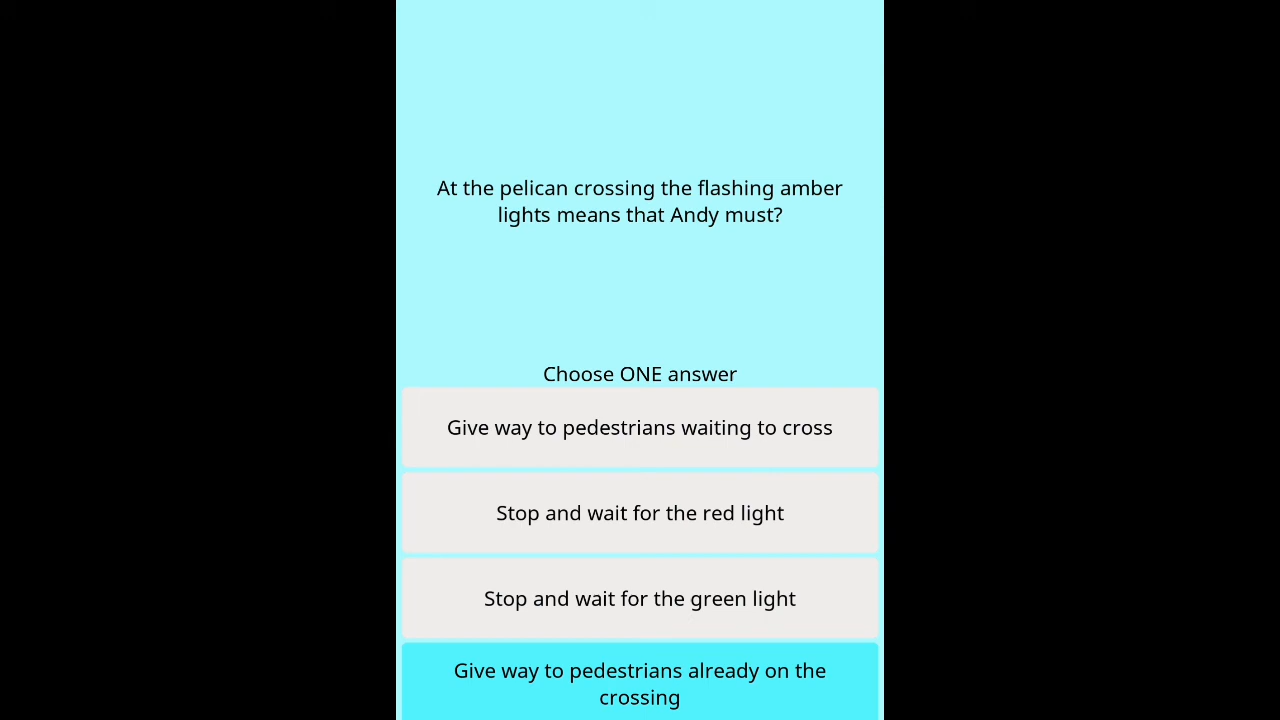 At the pelican crossing the flashing amber
lights means that Andy must?
Choose ONE answer
Give way to pedestrians waiting to cross
Stop and wait for the red light
Stop and wait for the green light
Give way to pedestrians already on the
crossing